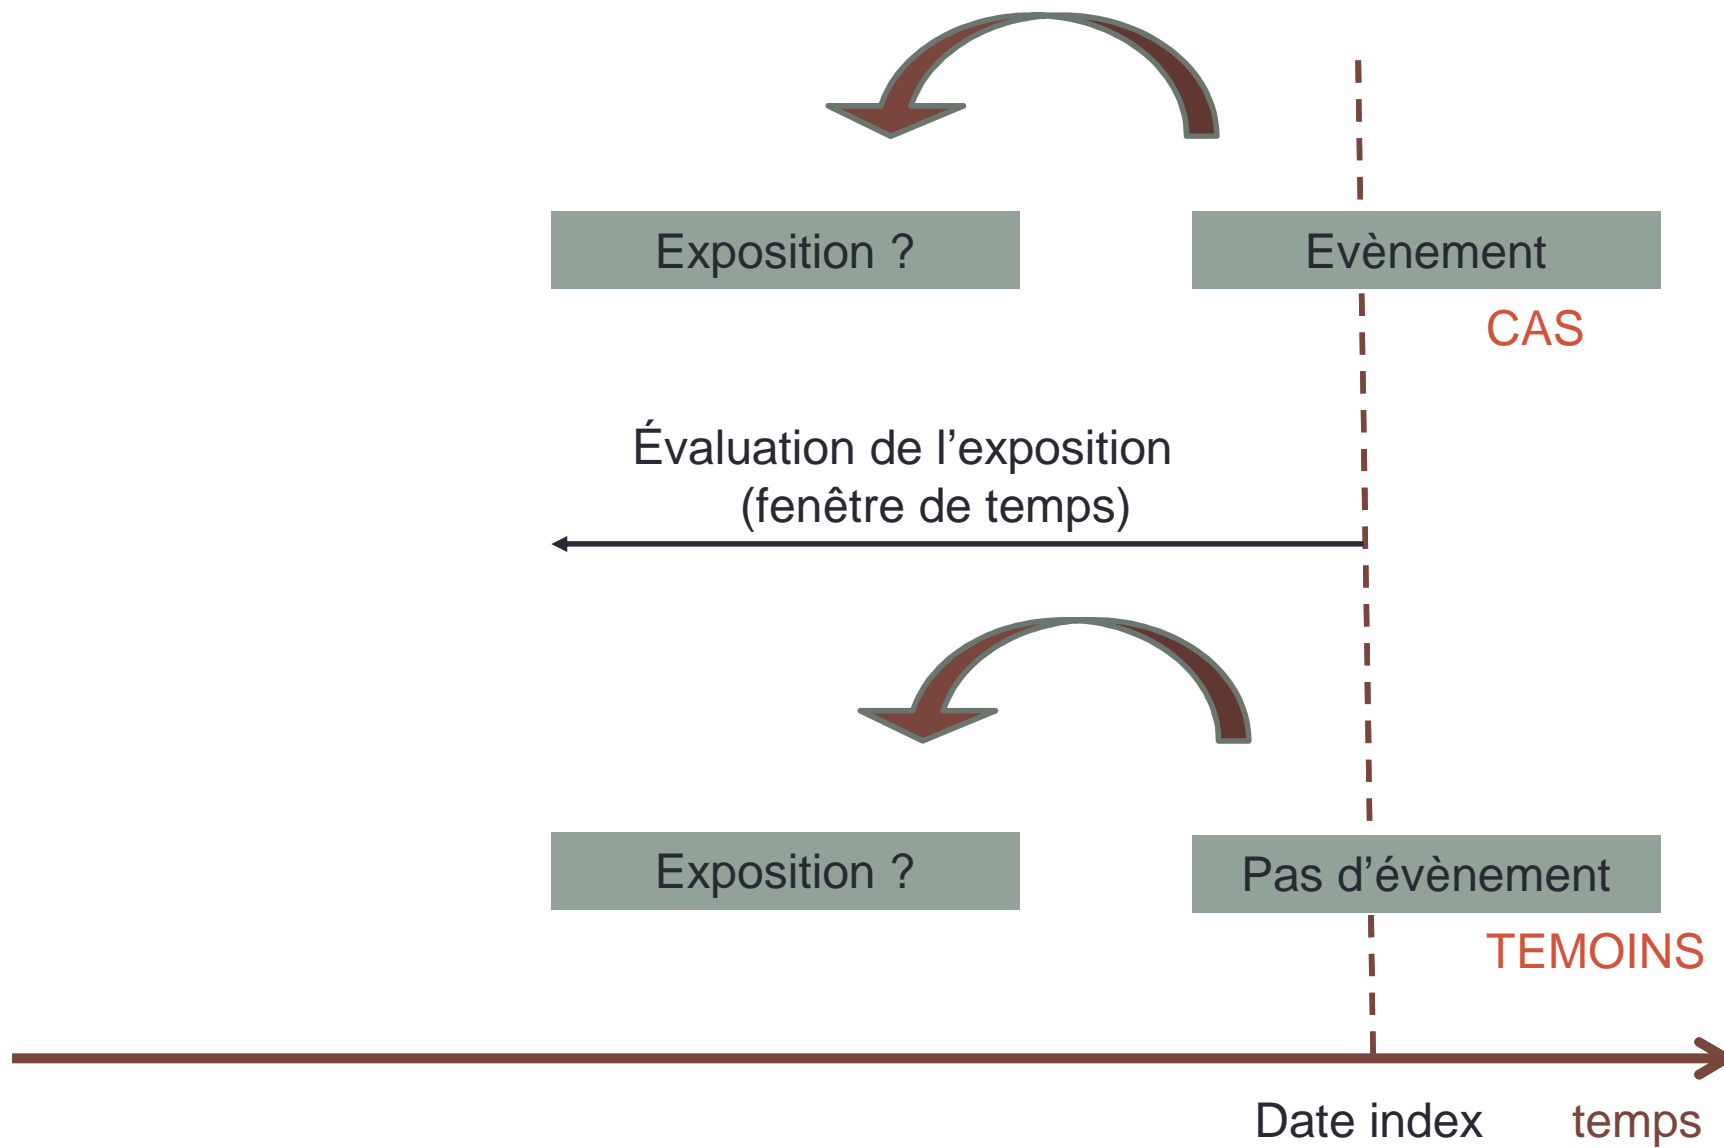 Exposition ?
Evènement
CAS
Évaluation de l’exposition
(fenêtre de temps)
Exposition ?
Pas d’évènement
TEMOINS
Date index
temps